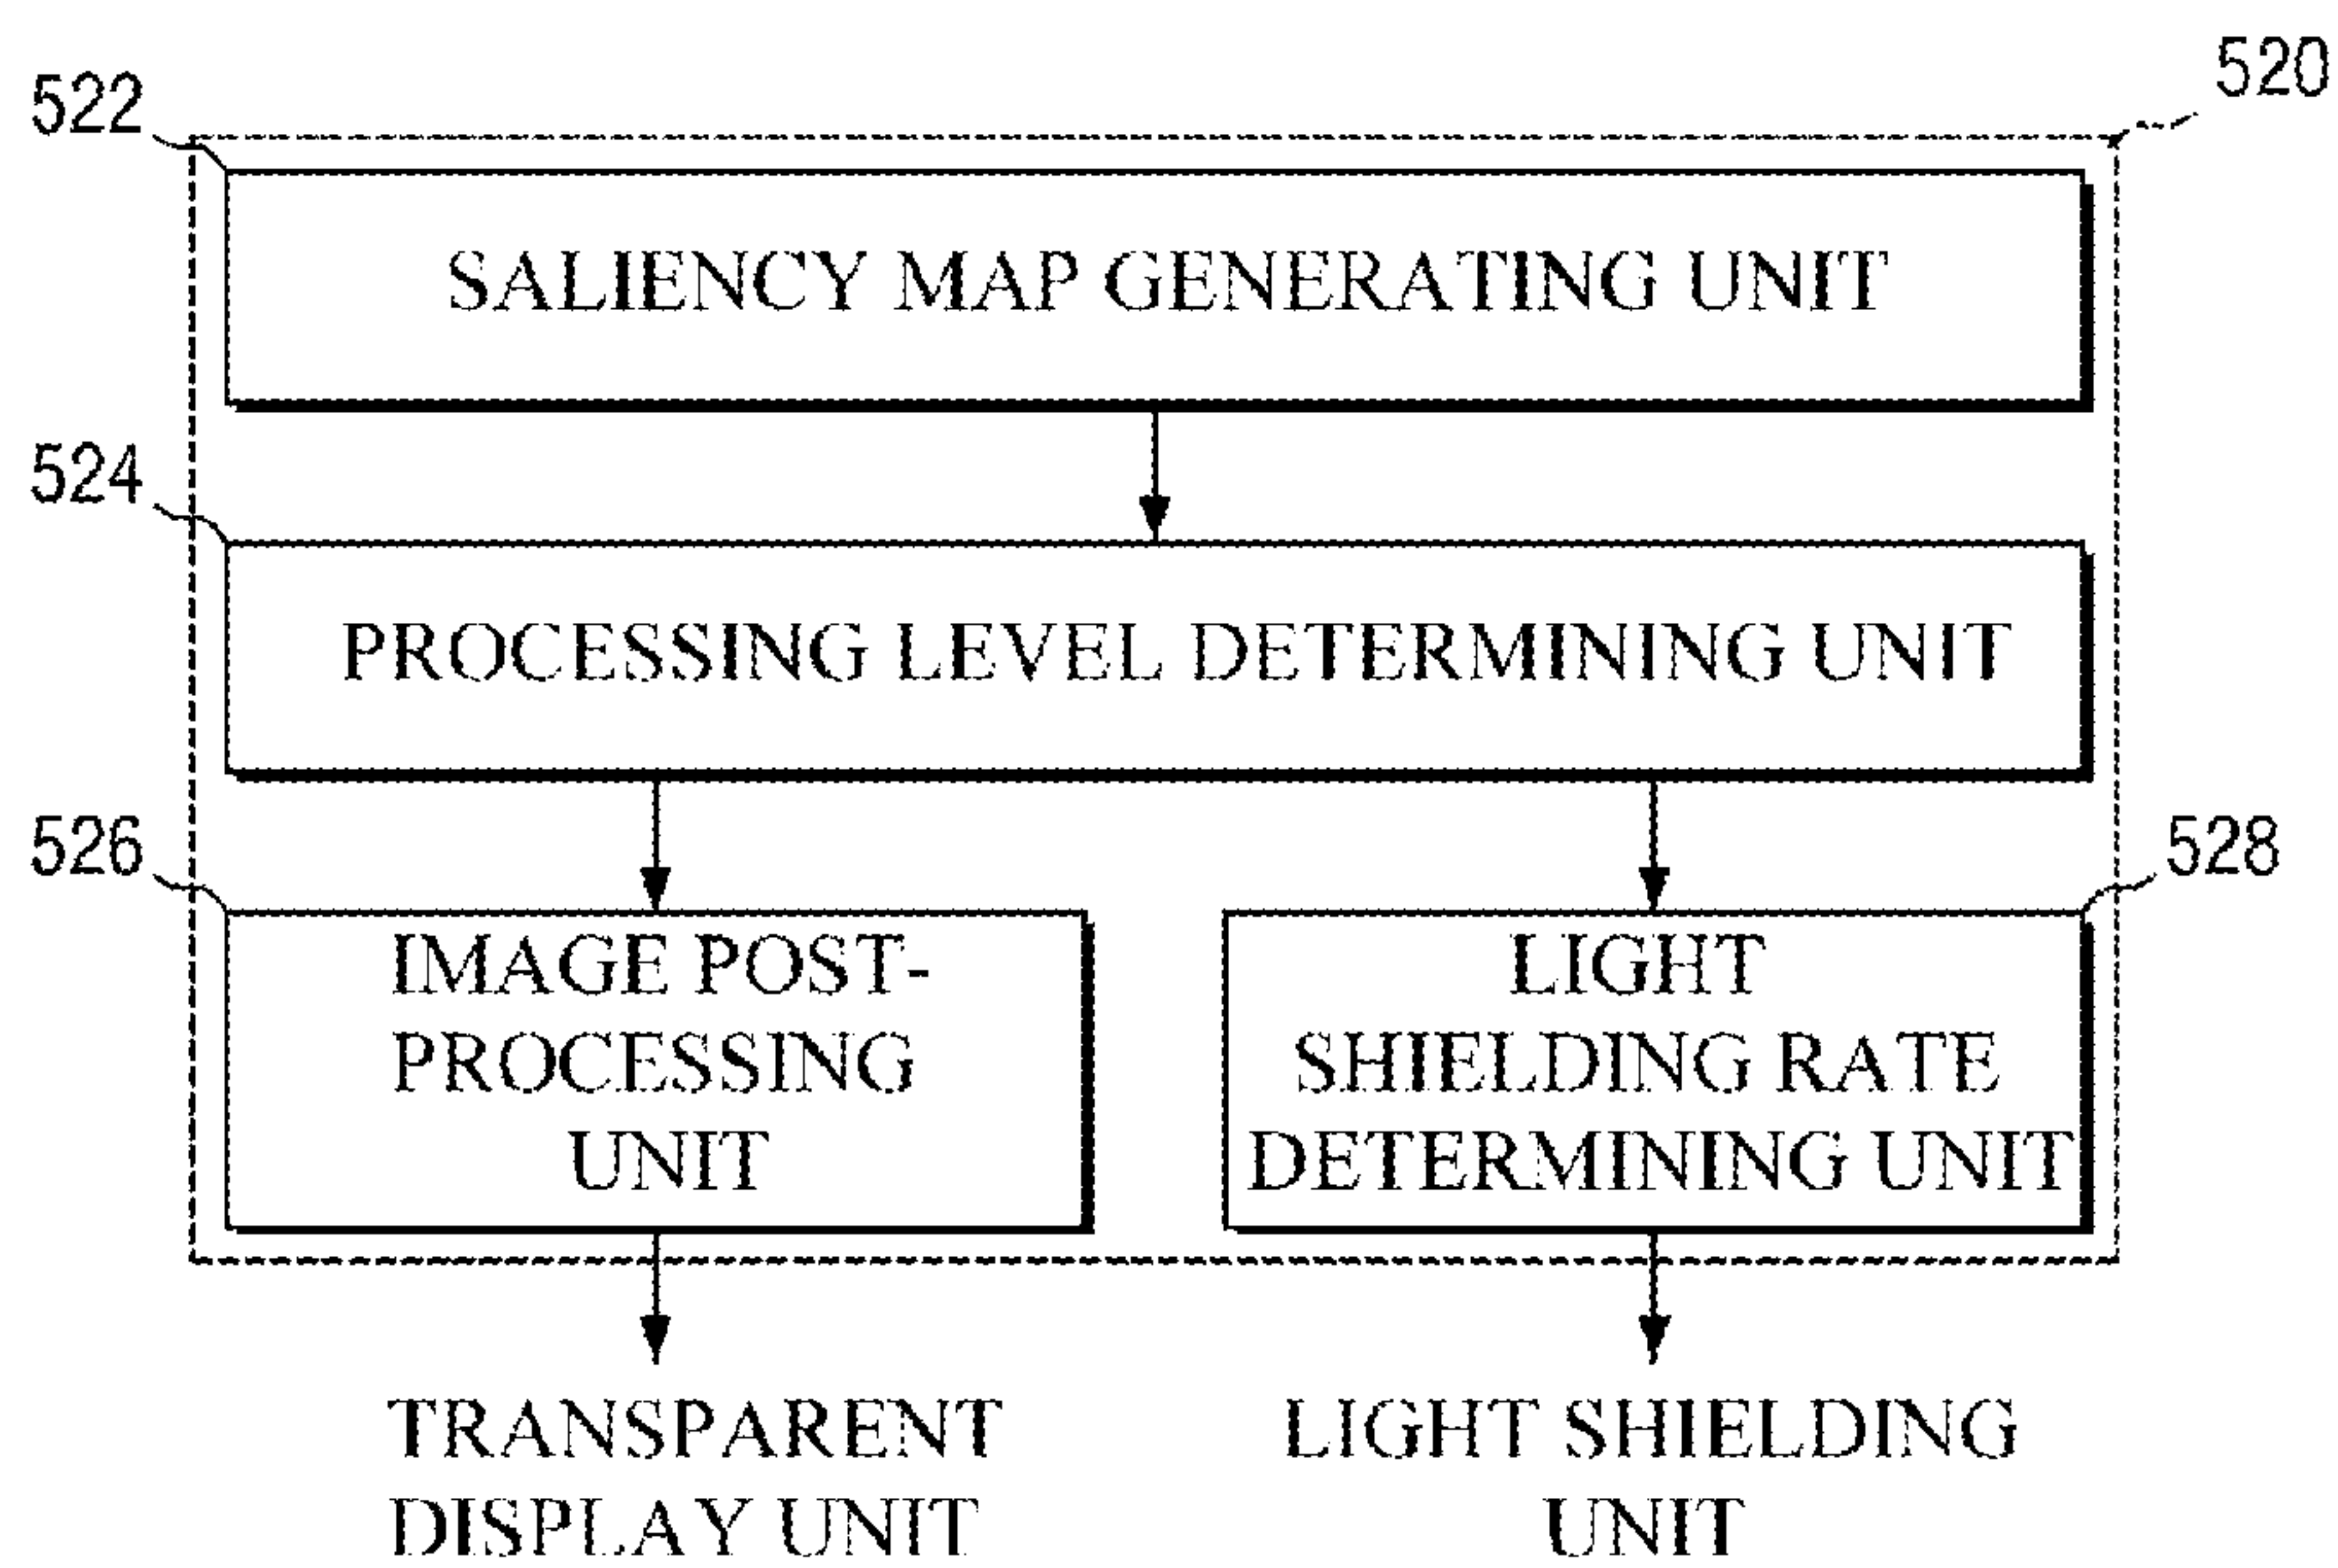 520
522
SALIENCY MAP GENERATING UNIT
524
PROCESSING LEVEL DETERMINING UNIT
526
528
IMAGE POST-
PROCESSING
UNIT
LIGHT
SHIELDING RATE
DETERMINING UNIT
TRANSPARENT
DISPLAY UNIT
LIGHT SHIELDING
UNIT